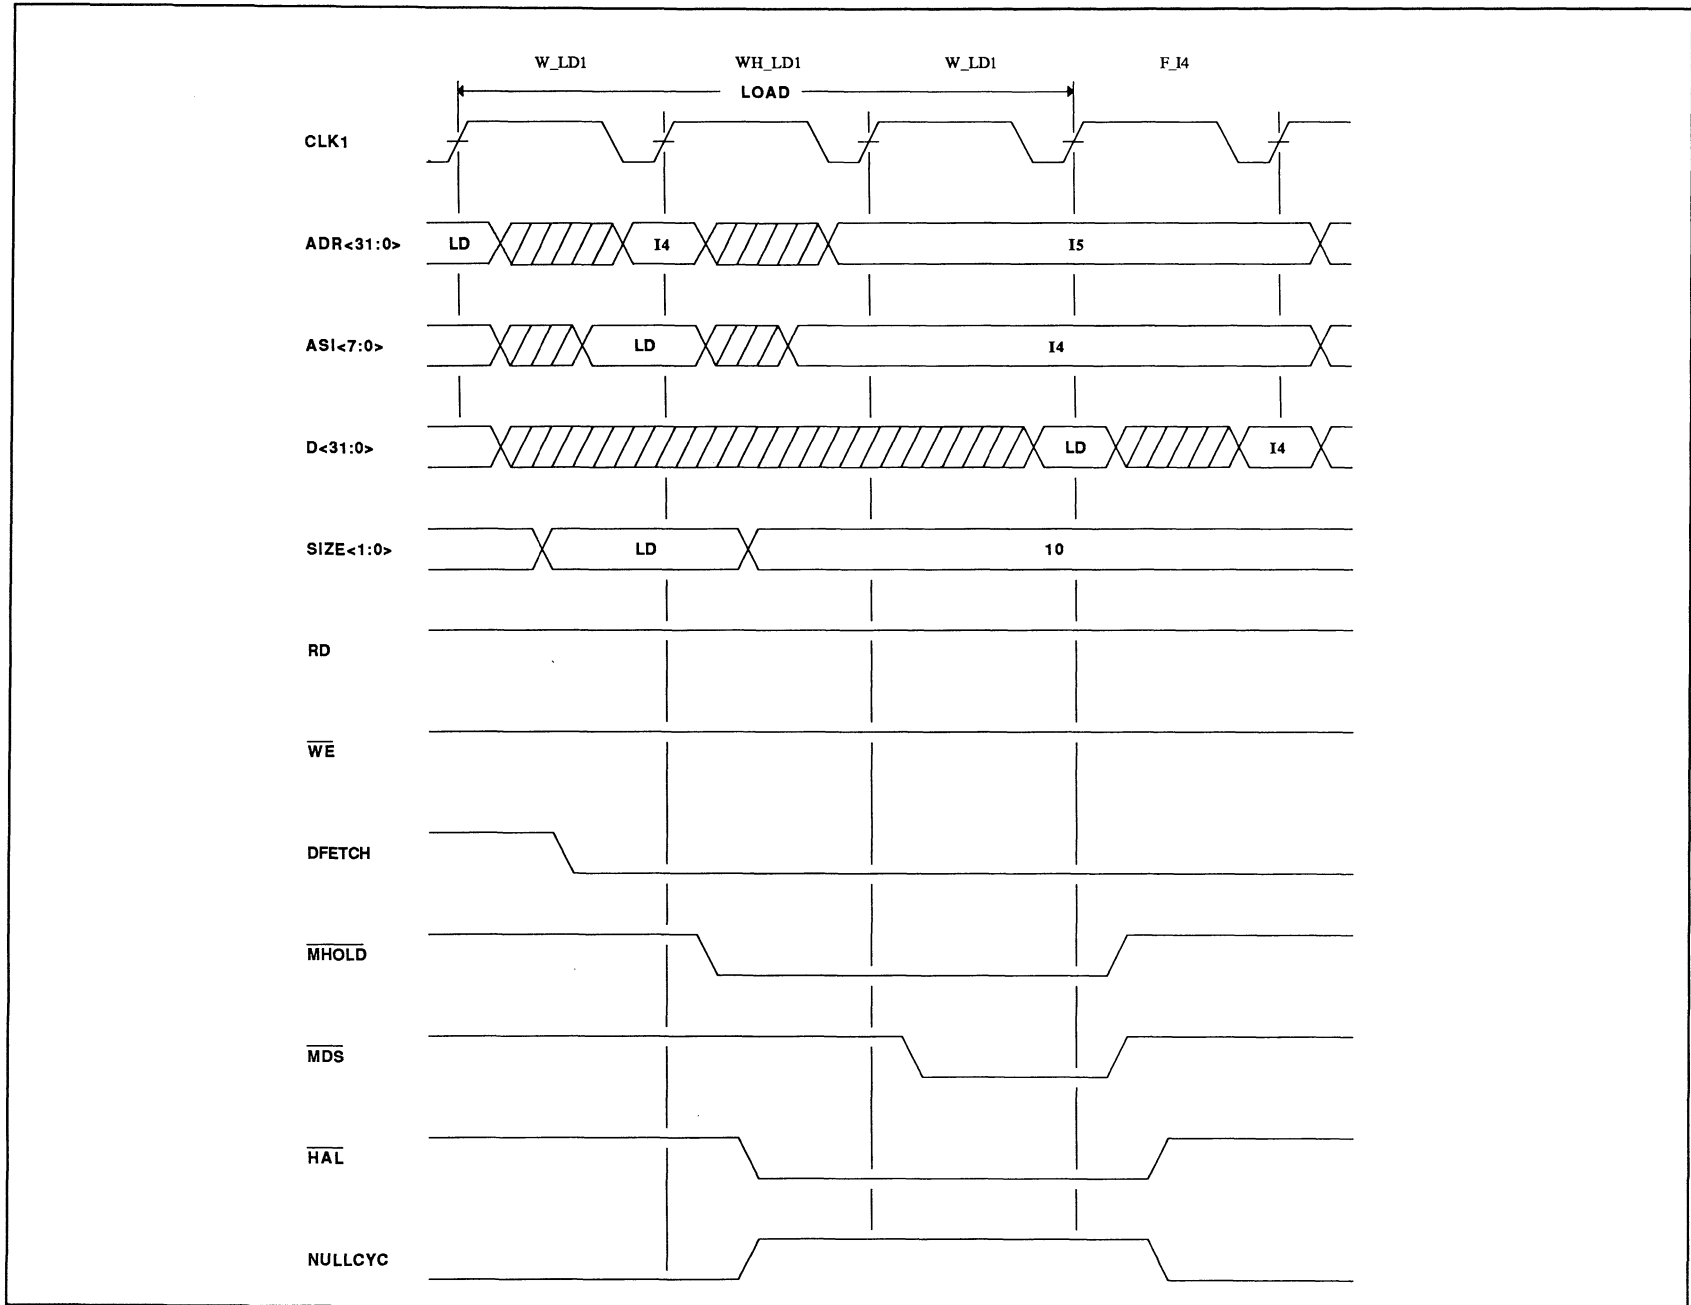 W_LD1 WH_LD1 W_LD1 F_I4
LOAD
CLK1
ADR<31:0> LD I4 I5
ASI<7:0> LD I4
D<31:0> LD I4
SIZE<1:0> LD 10
RD
WE
DFETCH
MHOLD
MDS
HAL
NULLCYC